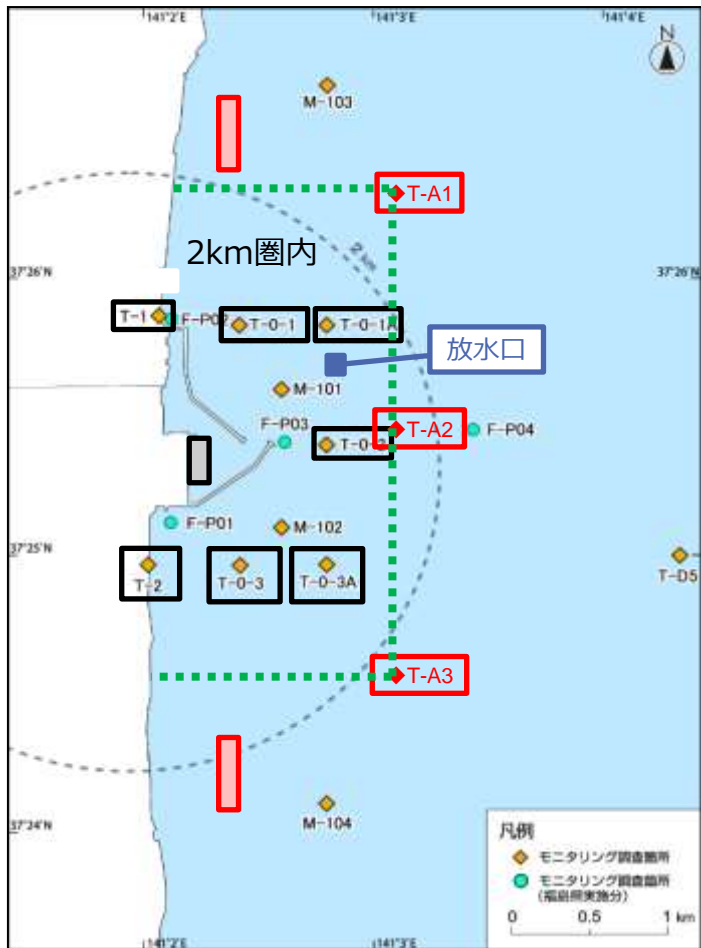 141°2'E
141°3'E
141°4'E
N
M-103
T-A1
2km圏内
2 km
37°26'N
37°26'N
T-1
F-P02
T-0-1
T-0-1A
放水口
M-101
F-P03
T-A2
F-P04
T-0-2
F-P01
M-102
37°25'N
T-2
T-0-3
T-0-3A
T-D5
T-A3
M-104
37°24'N
凡例
モニタリング調査箇所
モニタリング調査箇所
(福島県実施分)
0 0.5 1 km
141°2'E
141°3'E